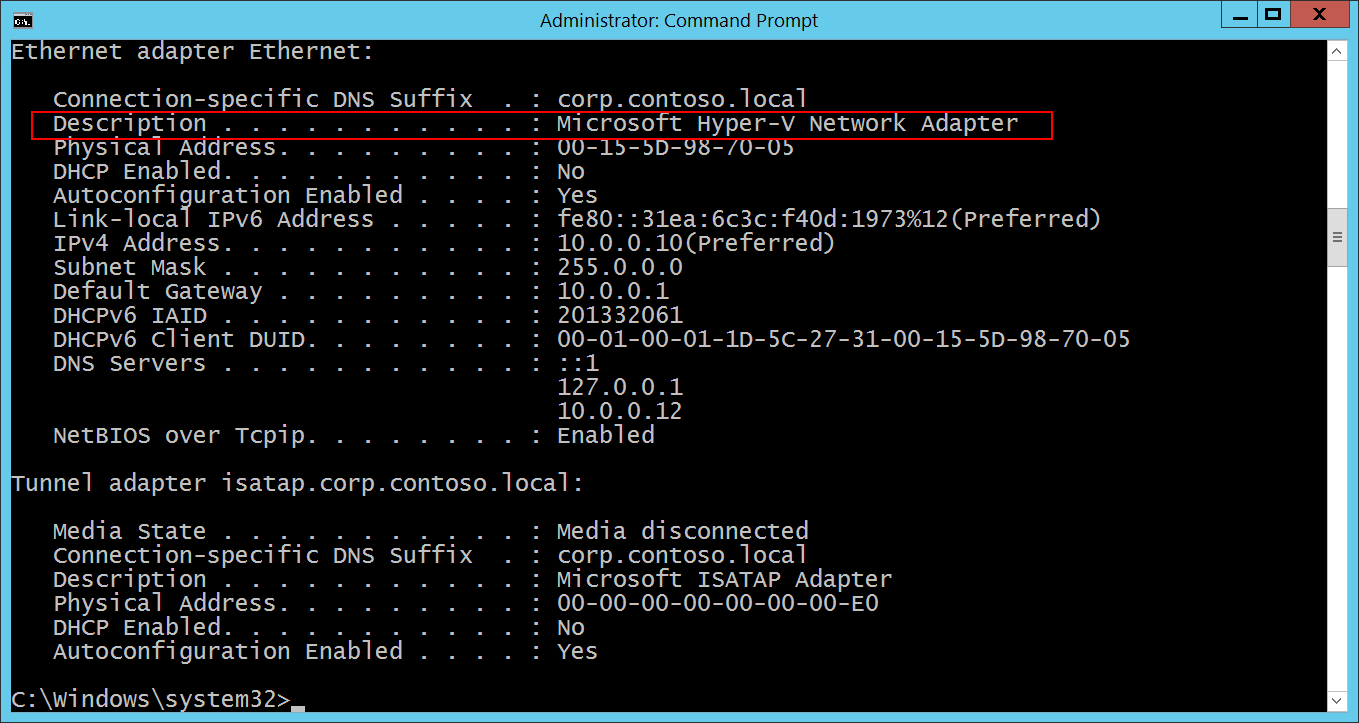 Administrator: Command Prompt
Ethernet adapter Ethernet:
Connection-specific DNS Suffix  . : corp.contoso.local
Description . . . . . . . . . . . : Microsoft Hyper-V Network Adapter
Physical Address. . . . . . . . . : 00-15-5D-98-70-05
DHCP Enabled. . . . . . . . . . . : No
Autoconfiguration Enabled . . . . : Yes
Link-local IPv6 Address . . . . . : fe80::31ea:6c3c:f40d:1973%12(Preferred)
IPv4 Address. . . . . . . . . . . : 10.0.0.10(Preferred)
Subnet Mask . . . . . . . . . . . : 255.0.0.0
Default Gateway . . . . . . . . . : 10.0.0.1
DHCPv6 IAID . . . . . . . . . . . : 201332061
DHCPv6 Client DUID. . . . . . . . : 00-01-00-01-1D-5C-27-31-00-15-5D-98-70-05
DNS Servers . . . . . . . . . . . : ::1
127.0.0.1
10.0.0.12
NetBIOS over Tcpip. . . . . . . . : Enabled
Tunnel adapter isatap.corp.contoso.local:
Media State . . . . . . . . . . . : Media disconnected
Connection-specific DNS Suffix  . : corp.contoso.local
Description . . . . . . . . . . . : Microsoft ISATAP Adapter
Physical Address. . . . . . . . . : 00-00-00-00-00-00-00-E0
DHCP Enabled. . . . . . . . . . . : No
Autoconfiguration Enabled . . . . : Yes
C:\Windows\system32>_